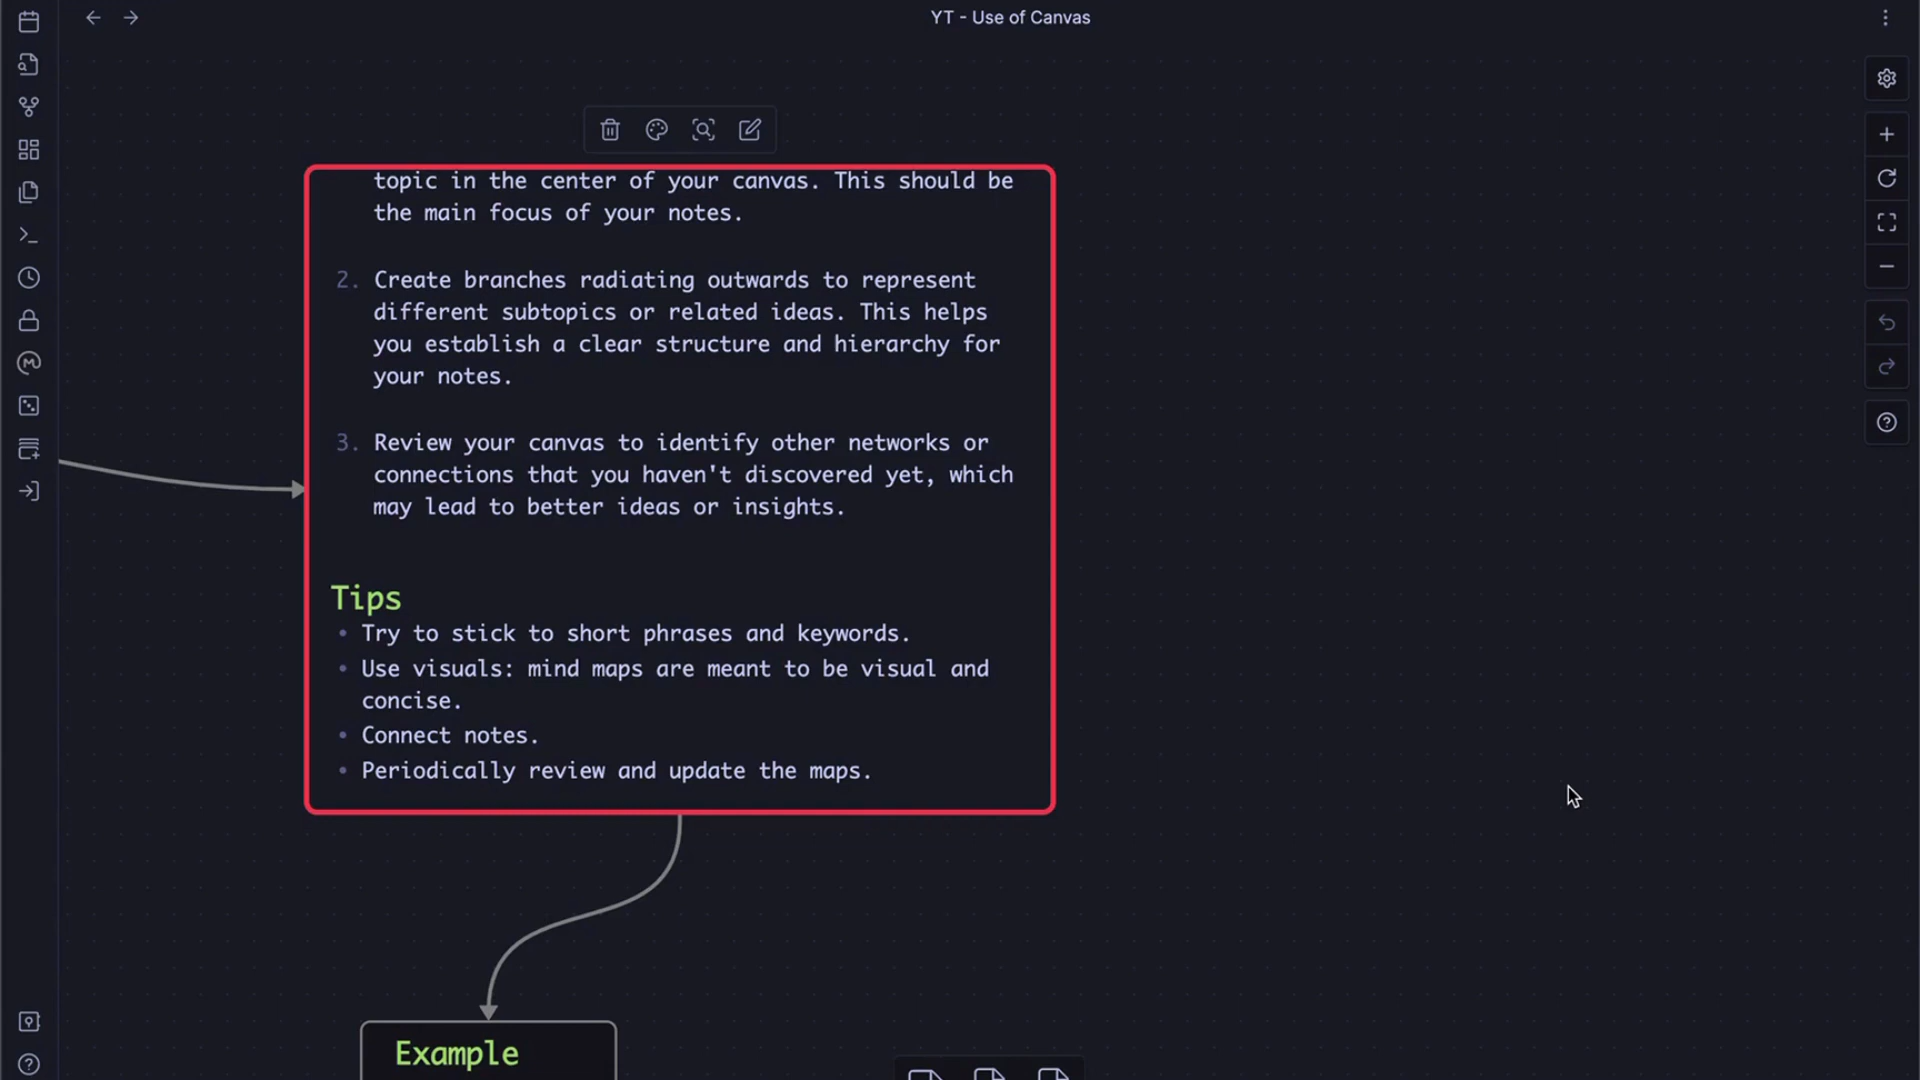 YT - Use of Canvas
topic in the center of your canvas. This should be
the main focus of your notes.
2. Create branches radiating outwards to represent
different subtopics or related ideas. This helps
you establish a clear structure and hierarchy for
your notes.
3. Review your canvas to identify other networks or
connections that you haven't discovered yet, which
may lead to better ideas or insights.
Tips
• Try to stick to short phrases and keywords.
• Use visuals: mind maps are meant to be visual and
concise.
• Connect notes.
• Periodically review and update the maps.
Example